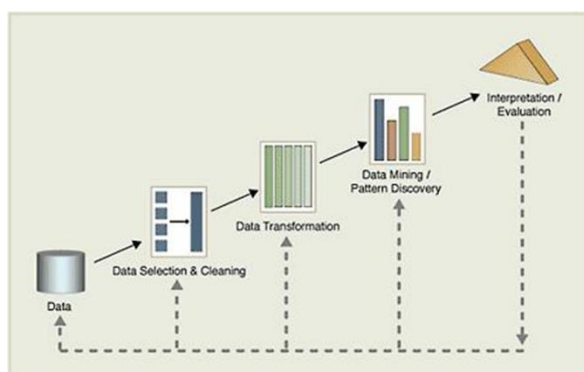 Interpretation /
Evaluation
Data Mining /
Pattern Discovery
Data Transformation
Data Selection & Cleaning
Data